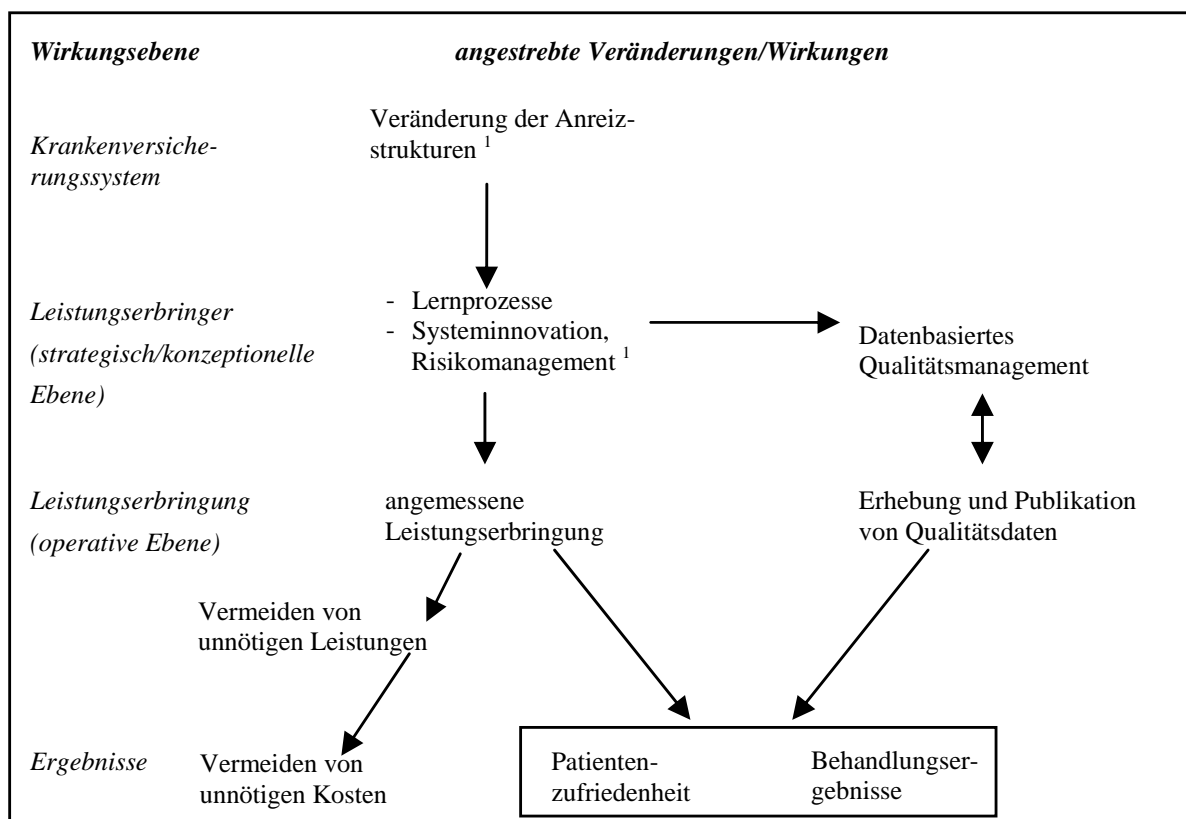 Wirkungsebene angestrebte Veränderungen/Wirkungen
Krankenversiche-
rungssystem
Veränderung der Anreiz-
strukturen ¹
Leistungserbringer
(strategisch/konzeptionelle
Ebene)
- Lernprozesse
- Systeminnovation,
Risikomanagement ¹
Datenbasiertes
Qualitätsmanagement
Leistungserbringung
(operative Ebene)
angemessene
Leistungserbringung
Erhebung und Publikation
von Qualitätsdaten
Vermeiden von
unnötigen Leistungen
Ergebnisse
Vermeiden von
unnötigen Kosten
Patienten-
zufriedenheit
Behandlungser-
gebnisse